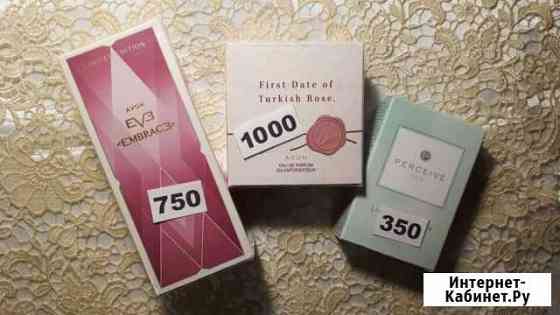 LIMITED EDITION
AVON
EVE
EMBRACE
750
First Date of
Turkish Rose.
1000
AVON
EAU DE PARFUM
PERCEIVE
350
Интернет-
Кабинет.Ру